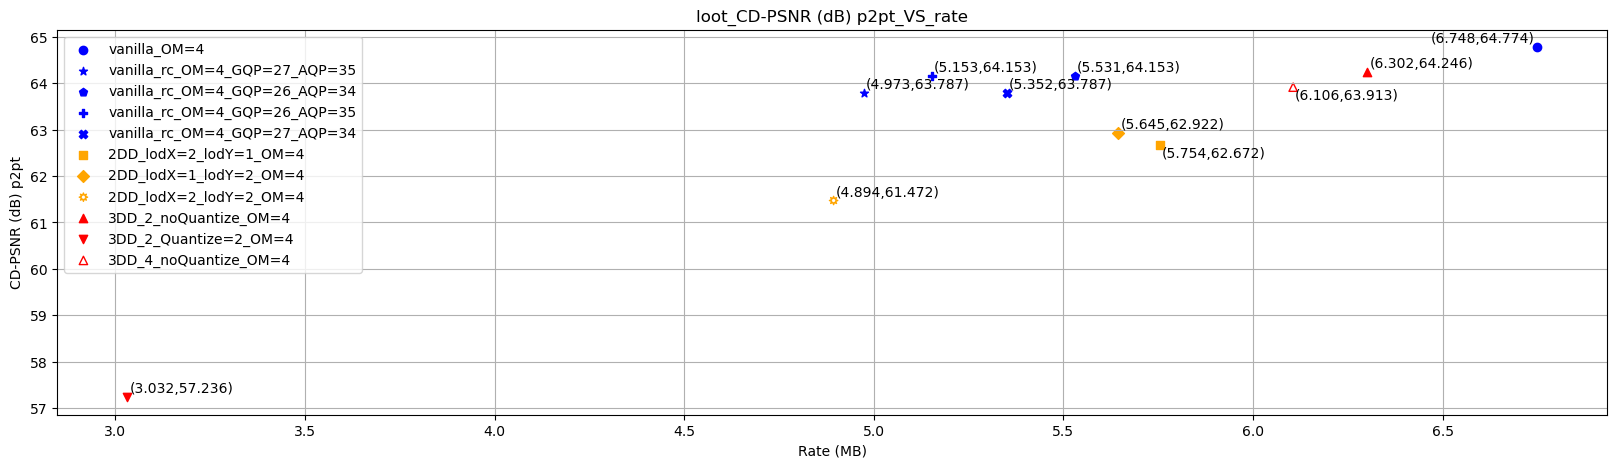 loot_CD-PSNR (dB) p2pt_VS_rate
65
64
63
62
61
60
59
58
57
CD-PSNR (dB) p2pt
vanilla_OM=4
vanilla_rc_OM=4_GQP=27_AQP=35
vanilla_rc_OM=4_GQP=26_AQP=34
vanilla_rc_OM=4_GQP=26_AQP=35
vanilla_rc_OM=4_GQP=27_AQP=34
2DD_lodX=2_lodY=1_OM=4
2DD_lodX=1_lodY=2_OM=4
2DD_lodX=2_lodY=2_OM=4
3DD_2_noQuantize_OM=4
3DD_2_Quantize=2_OM=4
3DD_4_noQuantize_OM=4
(6.748,64.774)
(6.302,64.246)
(5.153,64.153)
(5.531,64.153)
(4.973,63.787)
(5.352,63.787)
(6.106,63.913)
(5.645,62.922)
(5.754,62.672)
(4.894,61.472)
(3.032,57.236)
3.0
3.5
4.0
4.5
5.0
5.5
6.0
6.5
Rate (MB)